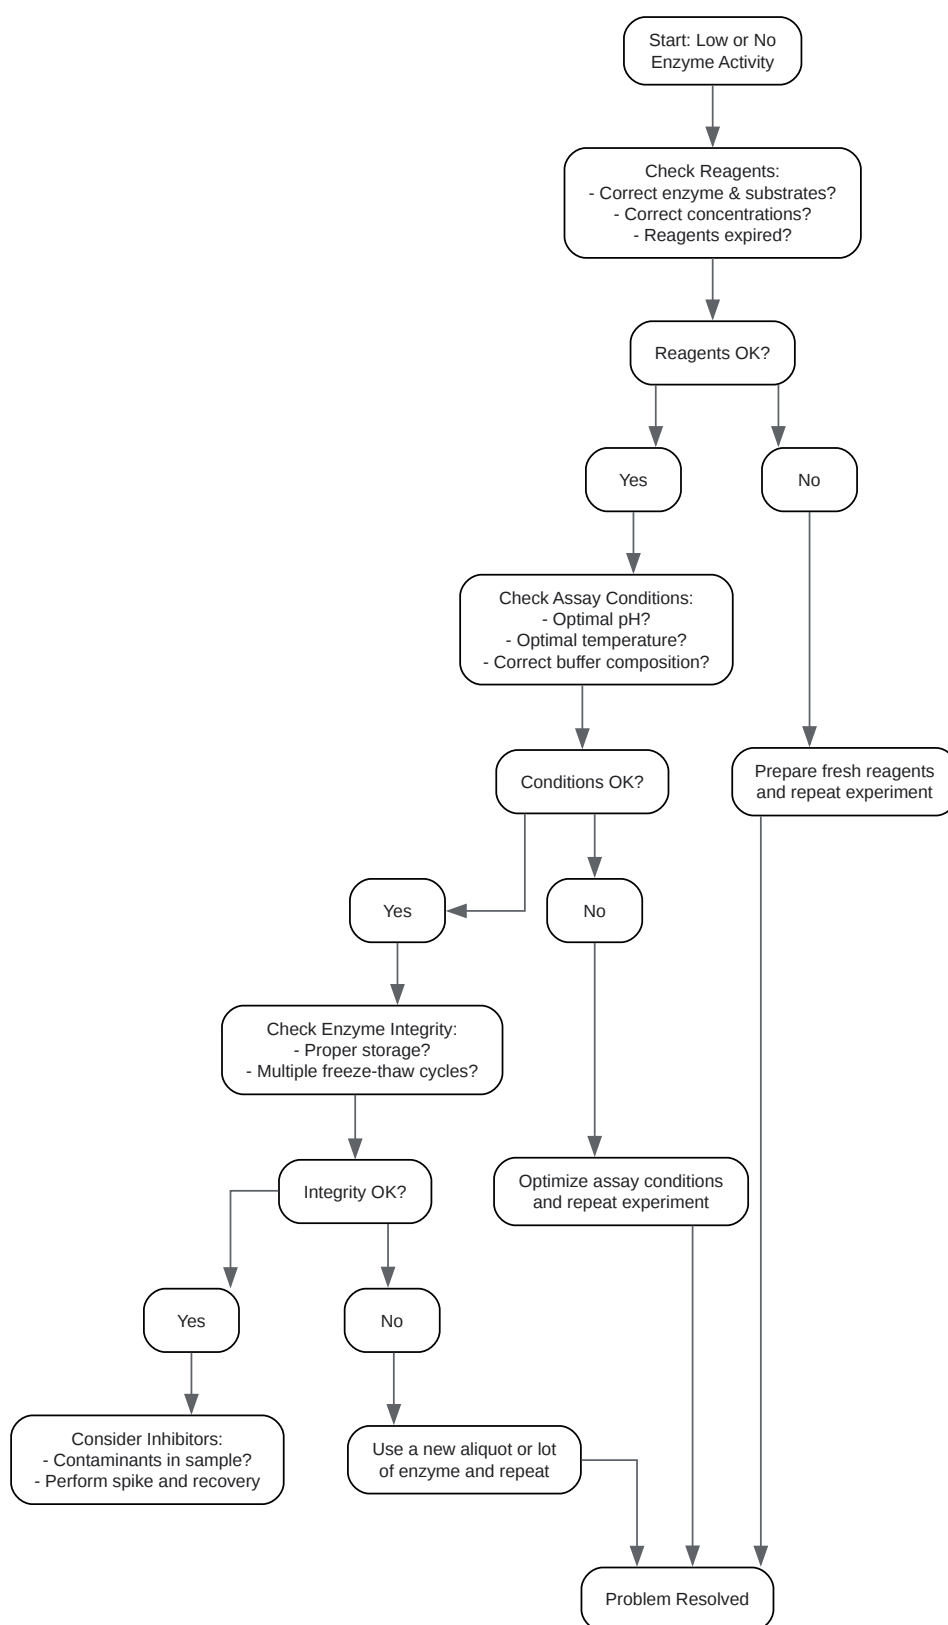 Start: Low or No
Enzyme Activity
Check Reagents:
- Correct enzyme & substrates?
- Correct concentrations?
- Reagents expired?
Reagents OK?
Yes
No
Check Assay Conditions:
- Optimal pH?
- Optimal temperature?
- Correct buffer composition?
Conditions OK?
Prepare fresh reagents
and repeat experiment
Yes
No
Check Enzyme Integrity:
- Proper storage?
- Multiple freeze-thaw cycles?
Integrity OK?
Optimize assay conditions
and repeat experiment
Yes
No
Consider Inhibitors:
- Contaminants in sample?
- Perform spike and recovery
Use a new aliquot or lot
of enzyme and repeat
Problem Resolved